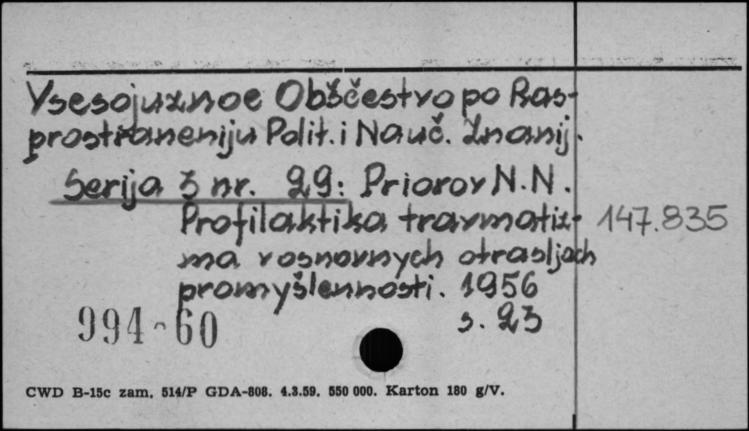 Vsesojuznoe Obščestvo po Ras-
prostraneniju Polit. i Nauč. Znanij.
Serija 3 nr. 29: Priorov N.N.
Profilaktika travmatiz- 147.835
ma v osnovnych otrasljach
promyšlennosti. 1956
994-60 s. 23
CWD B-15c zam. 514/P GDA-808. 4.3.59. 550 000. Karton 180 g/V.